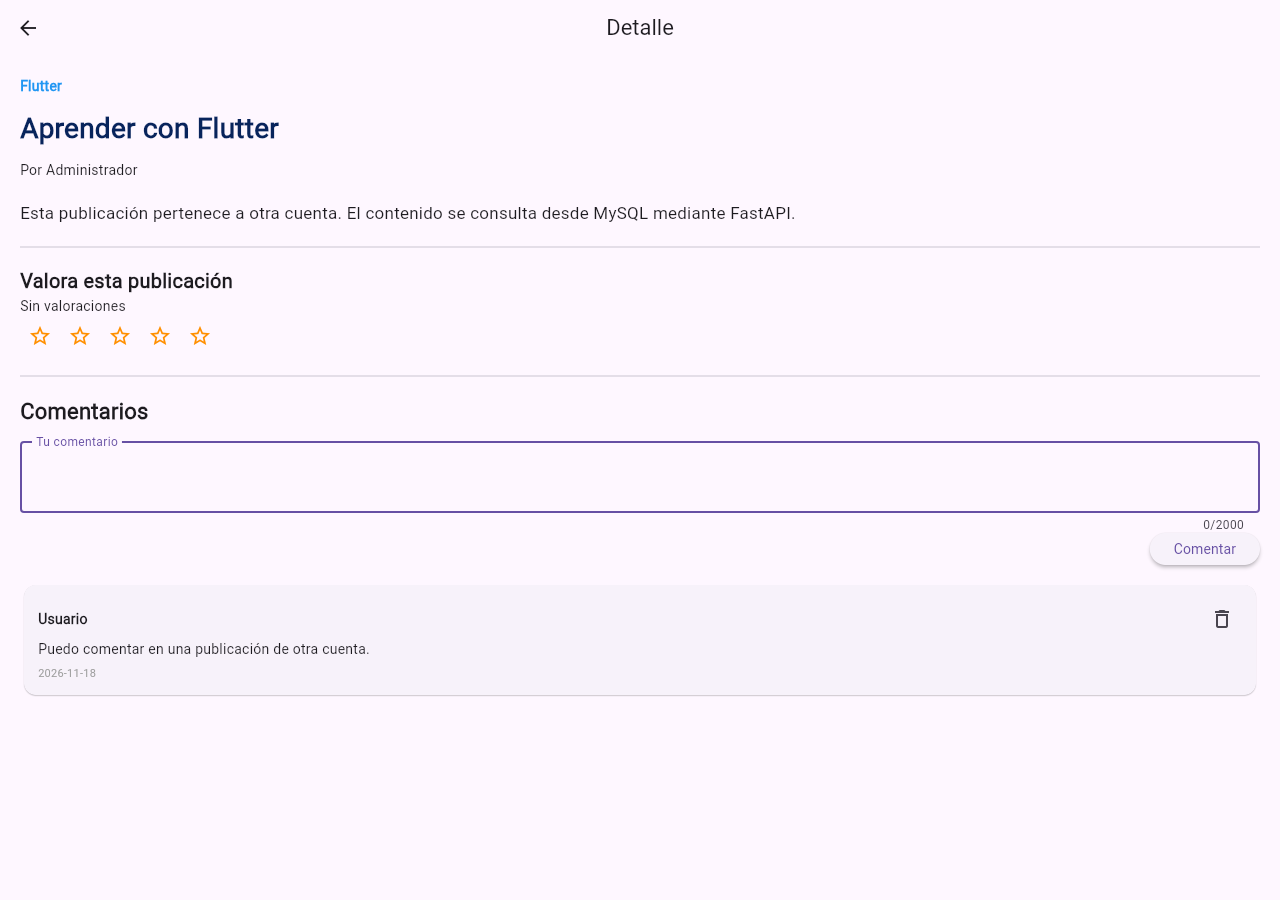 Detalle
Flutter
Aprender con Flutter
Por Administrador
Esta publicación pertenece a otra cuenta. El contenido se consulta desde MySQL mediante FastAPI.
Valora esta publicación
Sin valoraciones
Comentarios
Tu comentario
0/2000
Comentar
Usuario
Puedo comentar en una publicación de otra cuenta.
2026-11-18